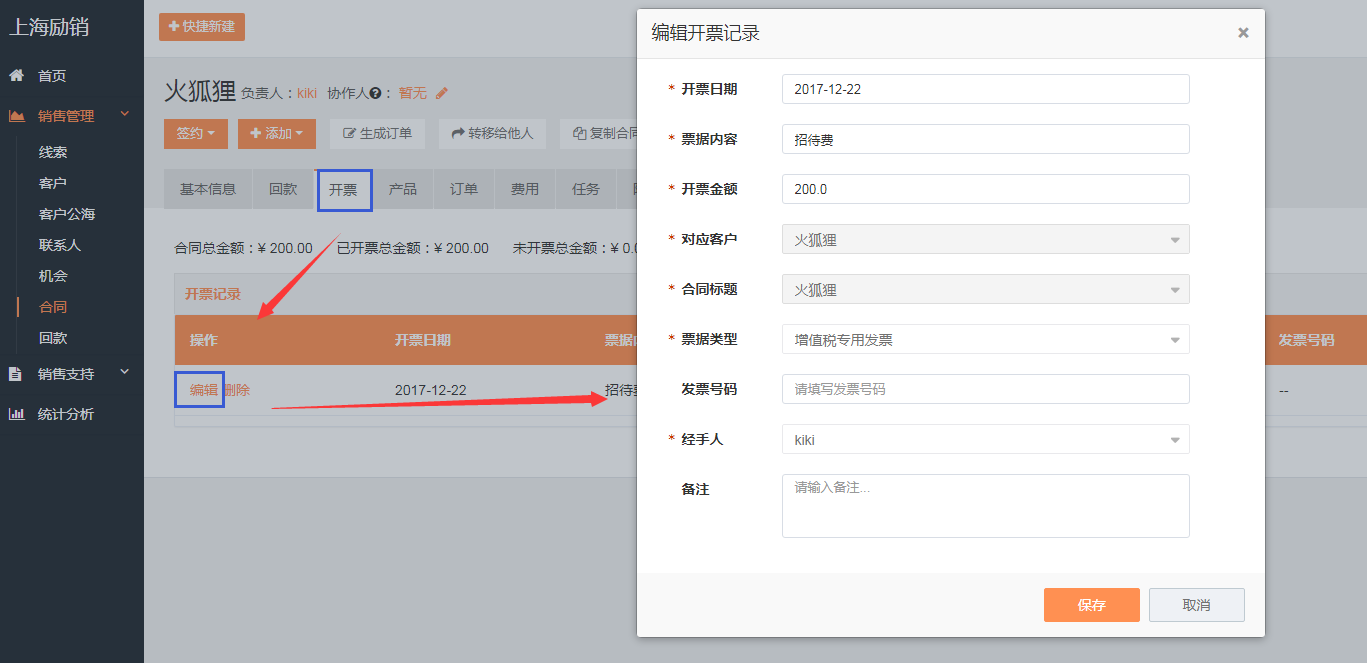 上海励销
快捷新建
首页
销售管理
线索
客户
客户公海
联系人
机会
合同
回款
销售支持
统计分析
火狐狸 负责人：kiki 协作人：暂无
签约 添加 生成订单 转移给他人 复制合同
基本信息 回款 开票 产品 订单 费用 任务
合同总金额：¥ 200.00 已开票总金额：¥ 200.00 未开票总金额：¥ 0.0
开票记录
操作 开票日期 票据 发票号码
编辑 删除 2017-12-22 招待 --
编辑开票记录 ×
* 开票日期 2017-12-22
* 票据内容 招待费
* 开票金额 200.0
* 对应客户 火狐狸
* 合同标题 火狐狸
* 票据类型 增值税专用发票
发票号码 请填写发票号码
* 经手人 kiki
备注 请输入备注...
保存 取消